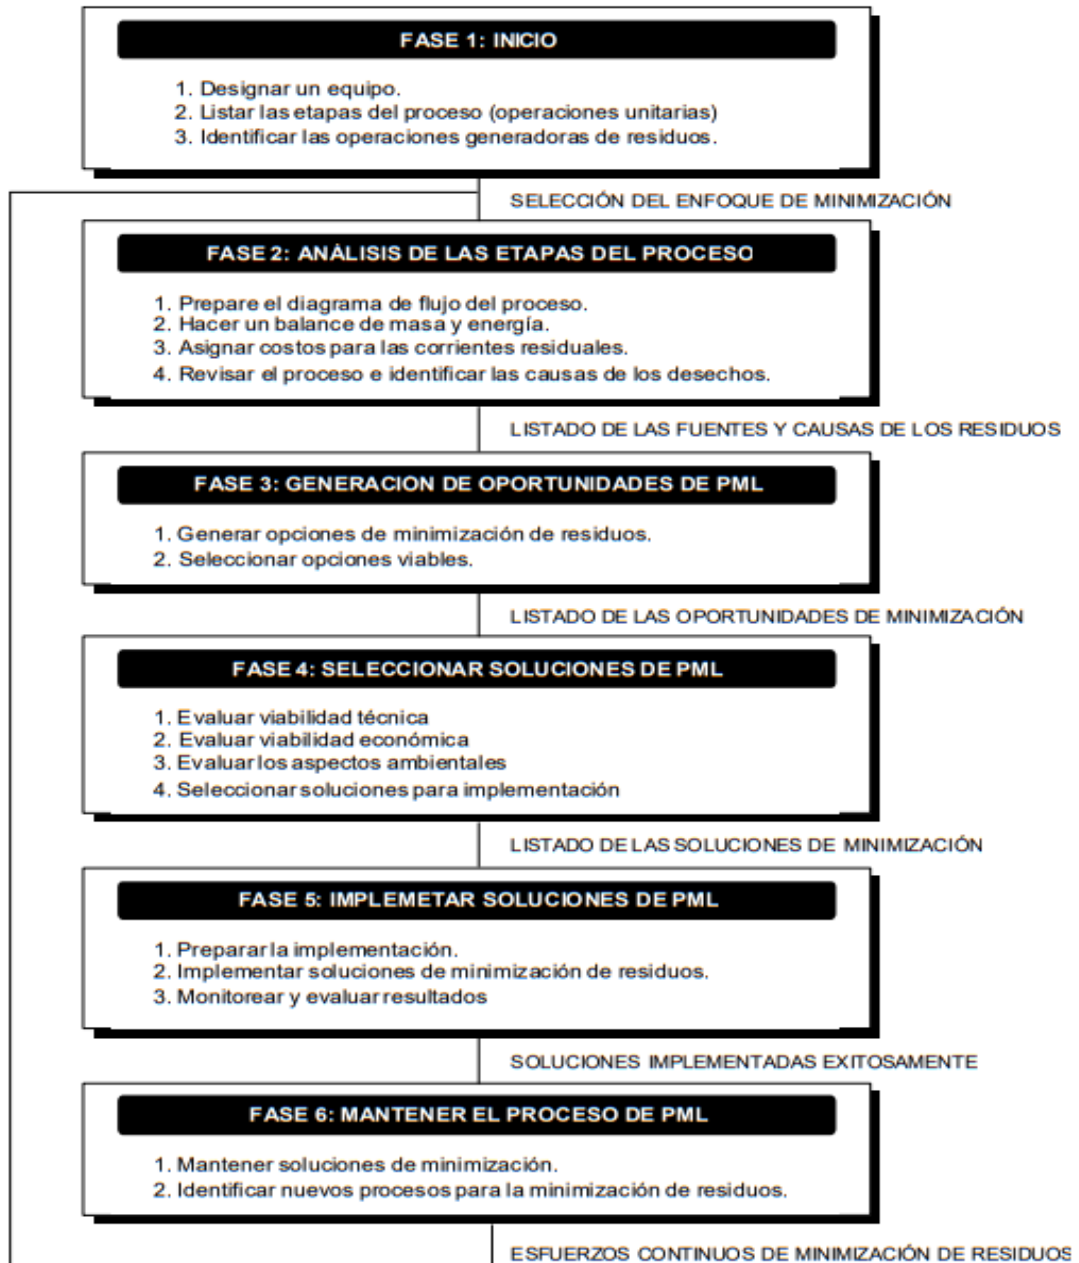 FASE 1: INICIO
1. Designar un equipo.
2. Listar las etapas del proceso (operaciones unitarias)
3. Identificar las operaciones generadoras de residuos.
SELECCIÓN DEL ENFOQUE DE MINIMIZACIÓN
FASE 2: ANÁLISIS DE LAS ETAPAS DEL PROCESO
1. Prepare el diagrama de flujo del proceso.
2. Hacer un balance de masa y energía.
3. Asignar costos para las corrientes residuales.
4. Revisar el proceso e identificar las causas de los desechos.
LISTADO DE LAS FUENTES Y CAUSAS DE LOS RESIDUOS
FASE 3: GENERACION DE OPORTUNIDADES DE PML
1. Generar opciones de minimización de residuos.
2. Seleccionar opciones viables.
LISTADO DE LAS OPORTUNIDADES DE MINIMIZACIÓN
FASE 4: SELECCIONAR SOLUCIONES DE PML
1. Evaluar viabilidad técnica
2. Evaluar viabilidad económica
3. Evaluar los aspectos ambientales
4. Seleccionar soluciones para implementación
LISTADO DE LAS SOLUCIONES DE MINIMIZACIÓN
FASE 5: IMPLEMETAR SOLUCIONES DE PML
1. Preparar la implementación.
2. Implementar soluciones de minimización de residuos.
3. Monitorear y evaluar resultados
SOLUCIONES IMPLEMENTADAS EXITOSAMENTE
FASE 6: MANTENER EL PROCESO DE PML
1. Mantener soluciones de minimización.
2. Identificar nuevos procesos para la minimización de residuos.
ESFUERZOS CONTINUOS DE MINIMIZACIÓN DE RESIDUOS